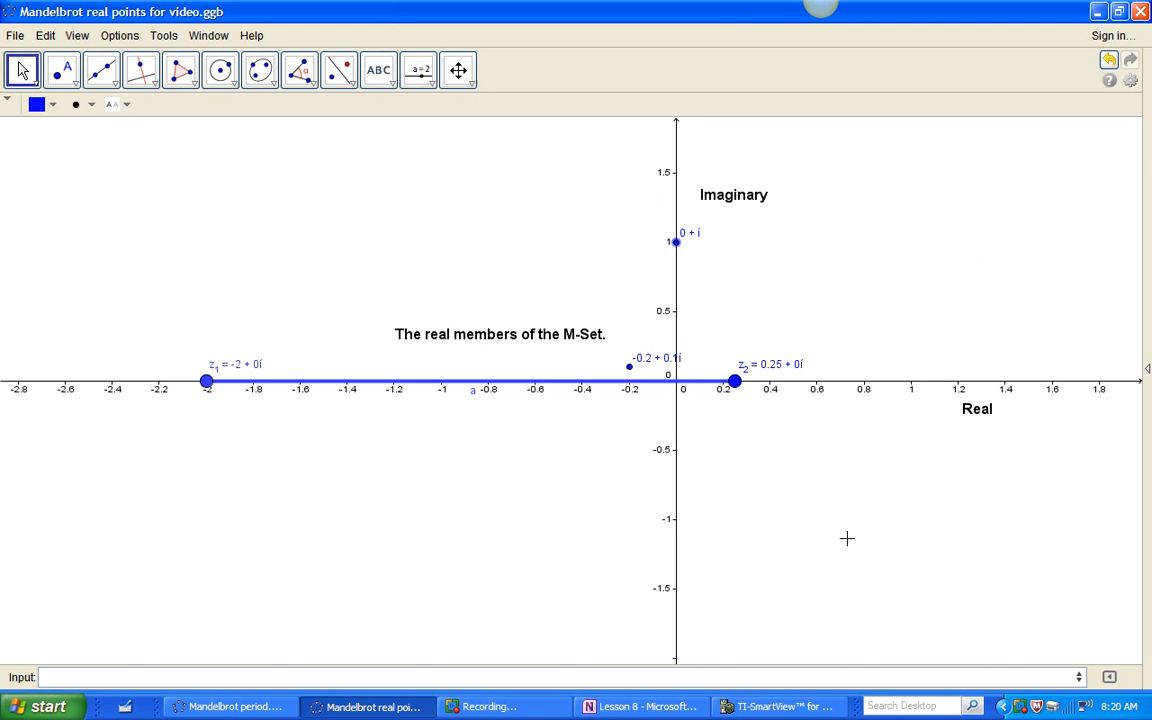 Mandelbrot real points for video.ggb
File Edit View Options Tools Window Help Sign in...
A
ABC
a=2
AA
1.5
Imaginary
0 + í
1
0.5
The real members of the M-Set.
-0.2 + 0.1í
z1 = -2 + 0í
z2 = 0.25 + 0í
0
-2.8 -2.6 -2.4 -2.2 -2 -1.8 -1.6 -1.4 -1.2 -1 -0.8 -0.6 -0.4 -0.2 0 0.2 0.4 0.6 0.8 1 1.2 1.4 1.6 1.8
a
Real
-0.5
-1
-1.5
Input:
start
Mandelbrot period....
Mandelbrot real poi...
Recording...
Lesson 8 - Microsoft...
TI-SmartView™ for ...
Search Desktop
8:20 AM